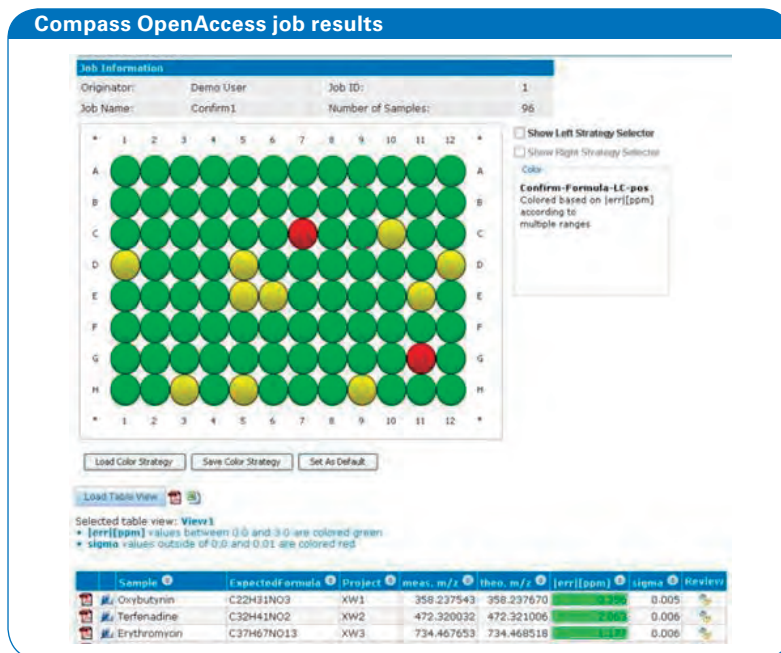 Compass OpenAccess job results
Job Information
Originator: Demo User Job ID: 1
Job Name: Confirm1 Number of Samples: 96
* 1 2 3 4 5 6 7 8 9 10 11 12 *
A A
B B
C C
D D
E E
F F
G G
H H
* 1 2 3 4 5 6 7 8 9 10 11 12 *
Show Left Strategy Selector
Show Right Strategy Selector
Color
Confirm-Formula-LC-pos
Colored based on |err|[ppm]
according to
multiple ranges
Load Color Strategy Save Color Strategy Set As Default
Load Table View
Selected table view: View1
• |err|[ppm] values between 0.0 and 3.0 are colored green
• sigma values outside of 0.0 and 0.01 are colored red
Sample ExpectedFormula Project meas. m/z theo. m/z |err|[ppm] sigma Review
Oxybutynin C22H31NO3 XW1 358.237543 358.237670 0.005
Terfenadine C32H41NO2 XW2 472.320032 472.321006 2.063 0.006
Erythromycin C37H67NO13 XW3 734.467653 734.468518 1.177 0.006